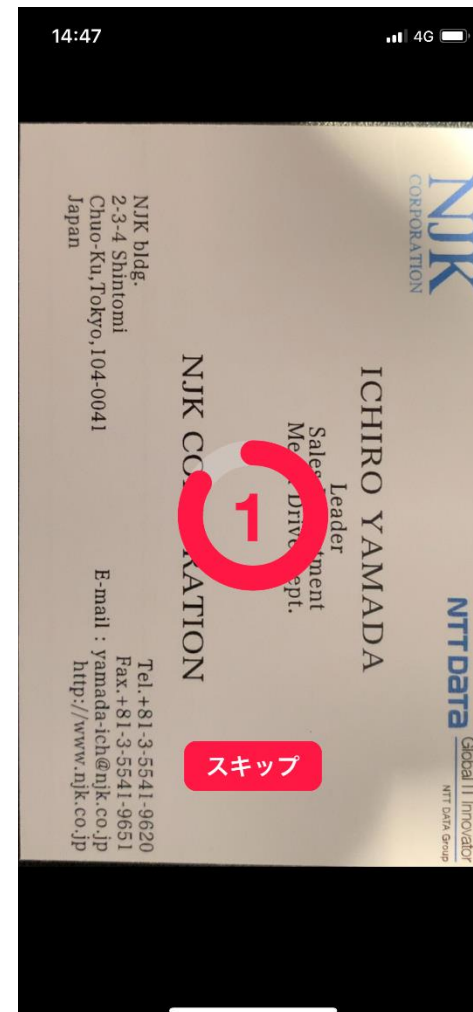 14:47
4G
NJK
CORPORATION
NTT DATA
Global IT Innovator
NTT DATA Group
ICHIRO YAMADA
Leader
Sales
Drive
NJK
NJK bldg.
2-3-4 Shintomi
Chuo-Ku,Tokyo,104-0041
Japan
Tel.+81-3-5541-9620
Fax.+81-3-5541-9651
E-mail : yamada-ich@njk.co.jp
http://www.njk.co.jp
1
スキップ